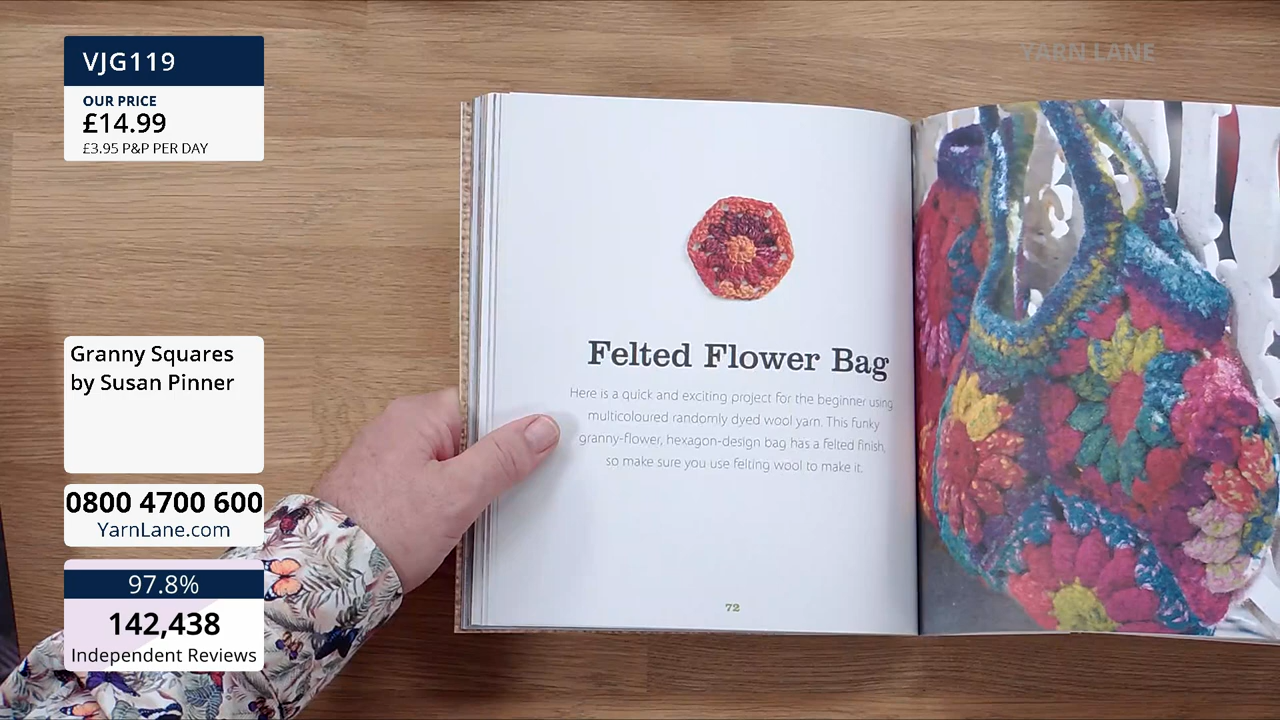 VJG119
OUR PRICE
£14.99
£3.95 P&P PER DAY
Granny Squares
by Susan Pinner
0800 4700 600
YarnLane.com
97.8%
142,438
Independent Reviews
YARN LANE
Felted Flower Bag
Here is a quick and exciting project for the beginner using
multicoloured randomly dyed wool yarn. This funky
granny-flower, hexagon-design bag has a felted finish,
so make sure you use felting wool to make it.
72